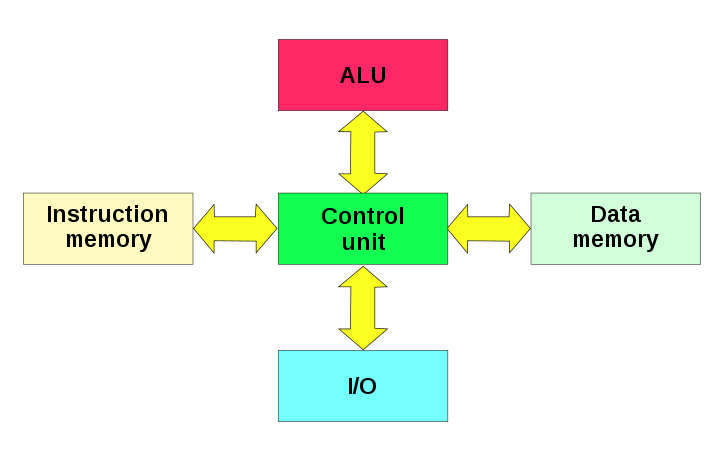 ALU
Instruction
memory
Control
unit
Data
memory
I/O